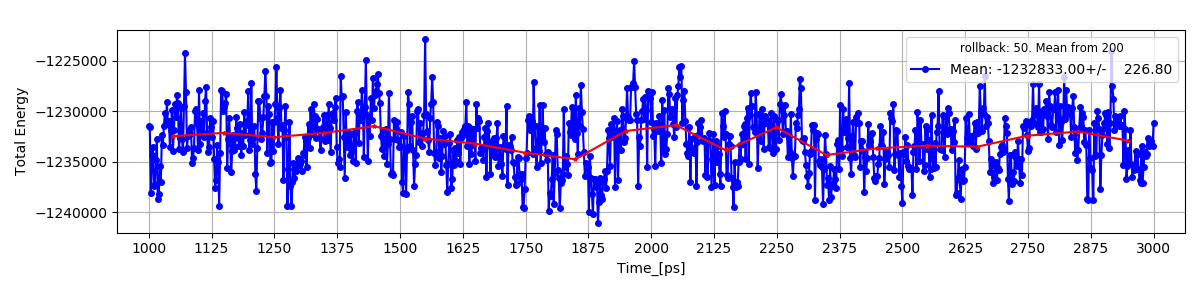 rollback: 50. Mean from 200
Mean: -1232833.00+/- 226.80
Total Energy
−1225000
−1230000
−1235000
−1240000
1000 1125 1250 1375 1500 1625 1750 1875 2000 2125 2250 2375 2500 2625 2750 2875 3000
Time_[ps]